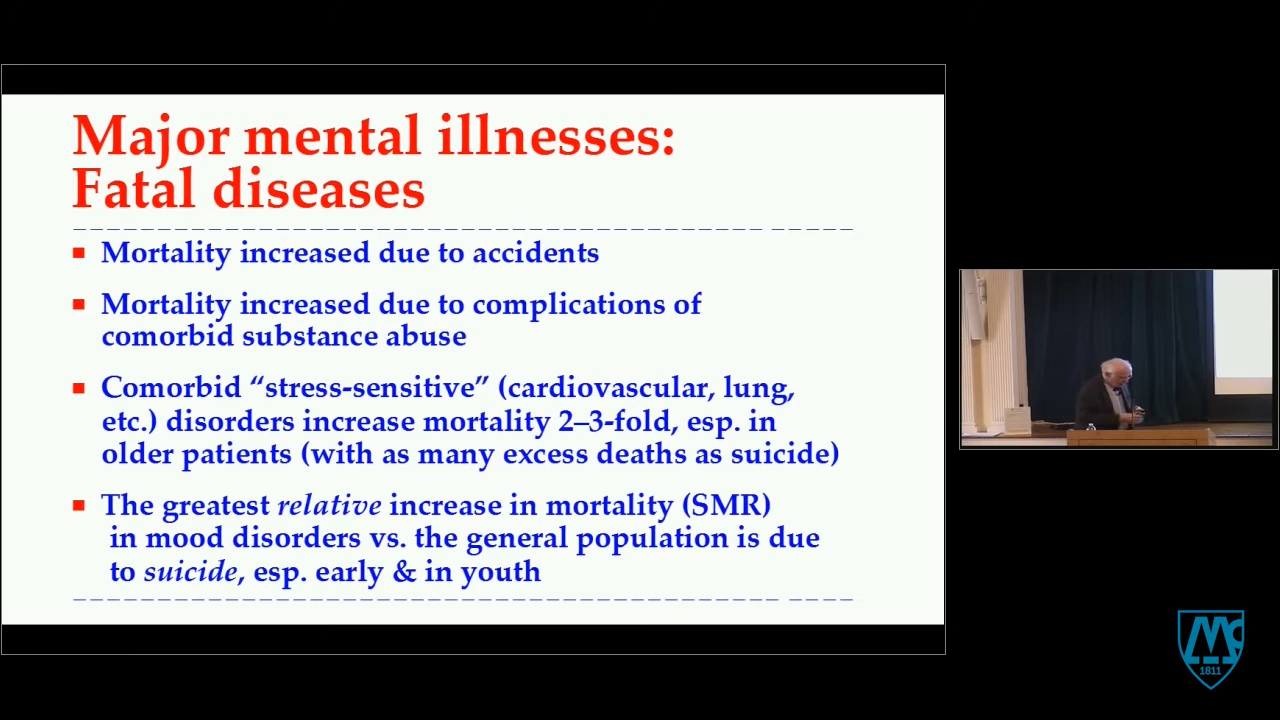 Major mental illnesses:
Fatal diseases
Mortality increased due to accidents
Mortality increased due to complications of
comorbid substance abuse
Comorbid “stress-sensitive” (cardiovascular, lung,
etc.) disorders increase mortality 2–3-fold, esp. in
older patients (with as many excess deaths as suicide)
The greatest relative increase in mortality (SMR)
in mood disorders vs. the general population is due
to suicide, esp. early & in youth
Mc
1811